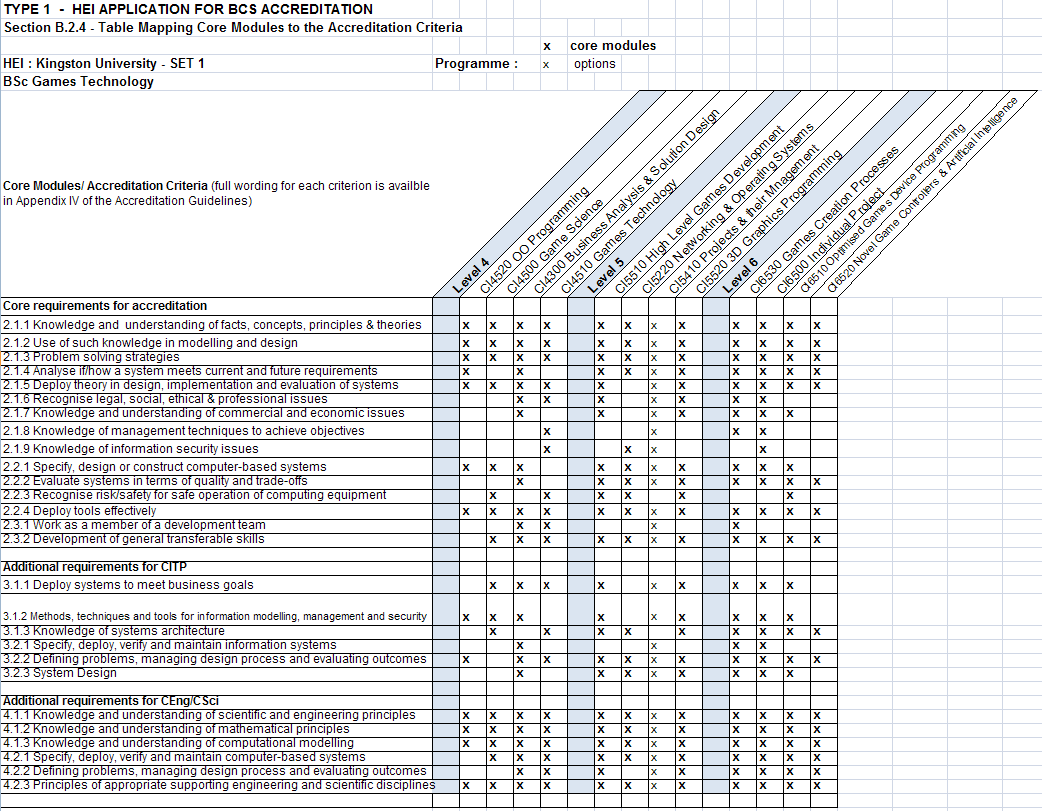 TYPE 1 - HEI APPLICATION FOR BCS ACCREDITATION
Section B.2.4 - Table Mapping Core Modules to the Accreditation Criteria
x core modules
HEI : Kingston University - SET 1 Programme : x options
BSc Games Technology
Core Modules/ Accreditation Criteria (full wording for each criterion is availble
in Appendix IV of the Accreditation Guidelines)
Level 4
CI4520 OO Programming
CI4500 Game Science
CI4300 Business Analysis & Solution Design
CI4510 Games Technology
Level 5
CI5510 High Level Games Development
CI5220 Networking & Operating Systems
CI5410 Projects & their Mnagement
CI5520 3D Graphics Programming
Level 6
CI6530 Games Creation Processes
CI6500 Individual Project
CI6510 Optimised Games Device Programming
CI6520 Novel Game Controllers & Artificial Intelligence
Core requirements for accreditation
2.1.1 Knowledge and understanding of facts, concepts, principles & theories x x x x x x x x x x x x
2.1.2 Use of such knowledge in modelling and design x x x x x x x x x x x x
2.1.3 Problem solving strategies x x x x x x x x x x x x
2.1.4 Analyse if/how a system meets current and future requirements x x x x x x x x x x
2.1.5 Deploy theory in design, implementation and evaluation of systems x x x x x x x x x x x
2.1.6 Recognise legal, social, ethical & professional issues x x x x x x x
2.1.7 Knowledge and understanding of commercial and economic issues x x x x x x x
2.1.8 Knowledge of management techniques to achieve objectives x x x x
2.1.9 Knowledge of information security issues x x x x
2.2.1 Specify, design or construct computer-based systems x x x x x x x x x x
2.2.2 Evaluate systems in terms of quality and trade-offs x x x x x x x x x
2.2.3 Recognise risk/safety for safe operation of computing equipment x x x x x x
2.2.4 Deploy tools effectively x x x x x x x x x x x x
2.3.1 Work as a member of a development team x x x x
2.3.2 Development of general transferable skills x x x x x x x x x x x
Additional requirements for CITP
3.1.1 Deploy systems to meet business goals x x x x x x x x x
3.1.2 Methods, techniques and tools for information modelling, management and security x x x x x x x x x
3.1.3 Knowledge of systems architecture x x x x x x x x x
3.2.1 Specify, deploy, verify and maintain information systems x x x x
3.2.2 Defining problems, managing design process and evaluating outcomes x x x x x x x x x x x
3.2.3 System Design x x x x x x x x
Additional requirements for CEng/CSci
4.1.1 Knowledge and understanding of scientific and engineering principles x x x x x x x x x x x x
4.1.2 Knowledge and understanding of mathematical principles x x x x x x x x x x x x
4.1.3 Knowledge and understanding of computational modelling x x x x x x x x x x x x
4.2.1 Specify, deploy, verify and maintain computer-based systems x x x x x x x x x x x
4.2.2 Defining problems, managing design process and evaluating outcomes x x x x x x x x x
4.2.3 Principles of appropriate supporting engineering and scientific disciplines x x x x x x x x x x x x